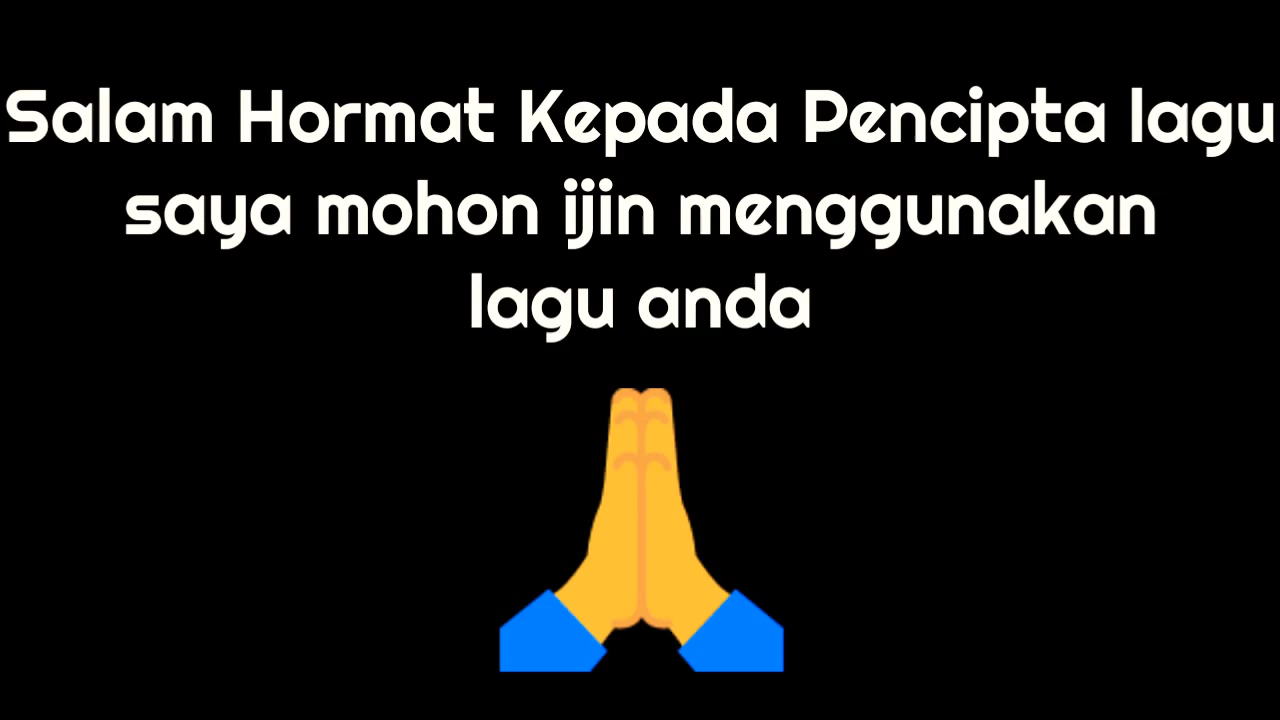 Salam Hormat Kepada Pencipta lagu
saya mohon ijin menggunakan
lagu anda